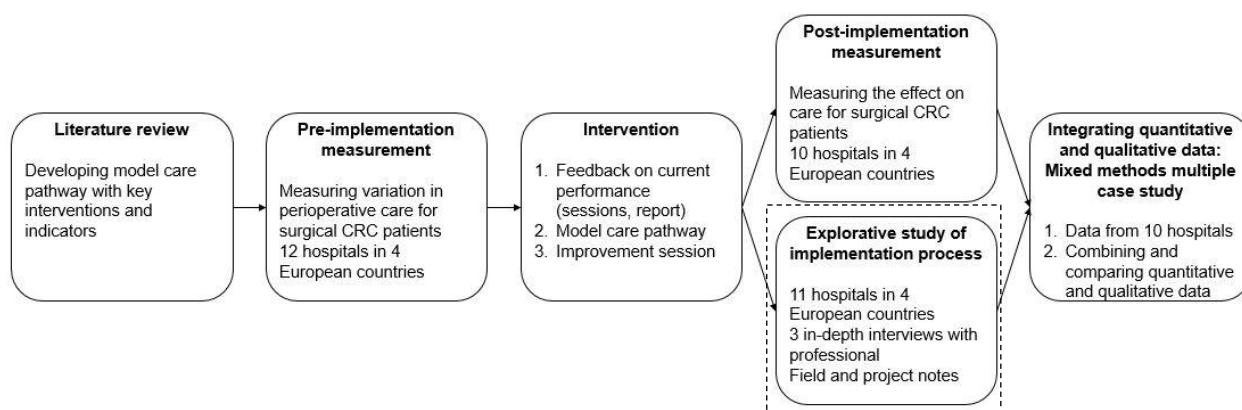 Literature review
Developing model care
pathway with key
interventions and
indicators
Pre-implementation
measurement
Measuring variation in
perioperative care for
surgical CRC patients
12 hospitals in 4
European countries
Intervention
1. Feedback on current
performance
(sessions, report)
2. Model care pathway
3. Improvement session
Post-implementation
measurement
Measuring the effect on
care for surgical CRC
patients
10 hospitals in 4
European countries
Explorative study of
implementation process
11 hospitals in 4
European countries
3 in-depth interviews with
professional
Field and project notes
Integrating quantitative
and qualitative data:
Mixed methods multiple
case study
1. Data from 10 hospitals
2. Combining and
comparing quantitative
and qualitative data